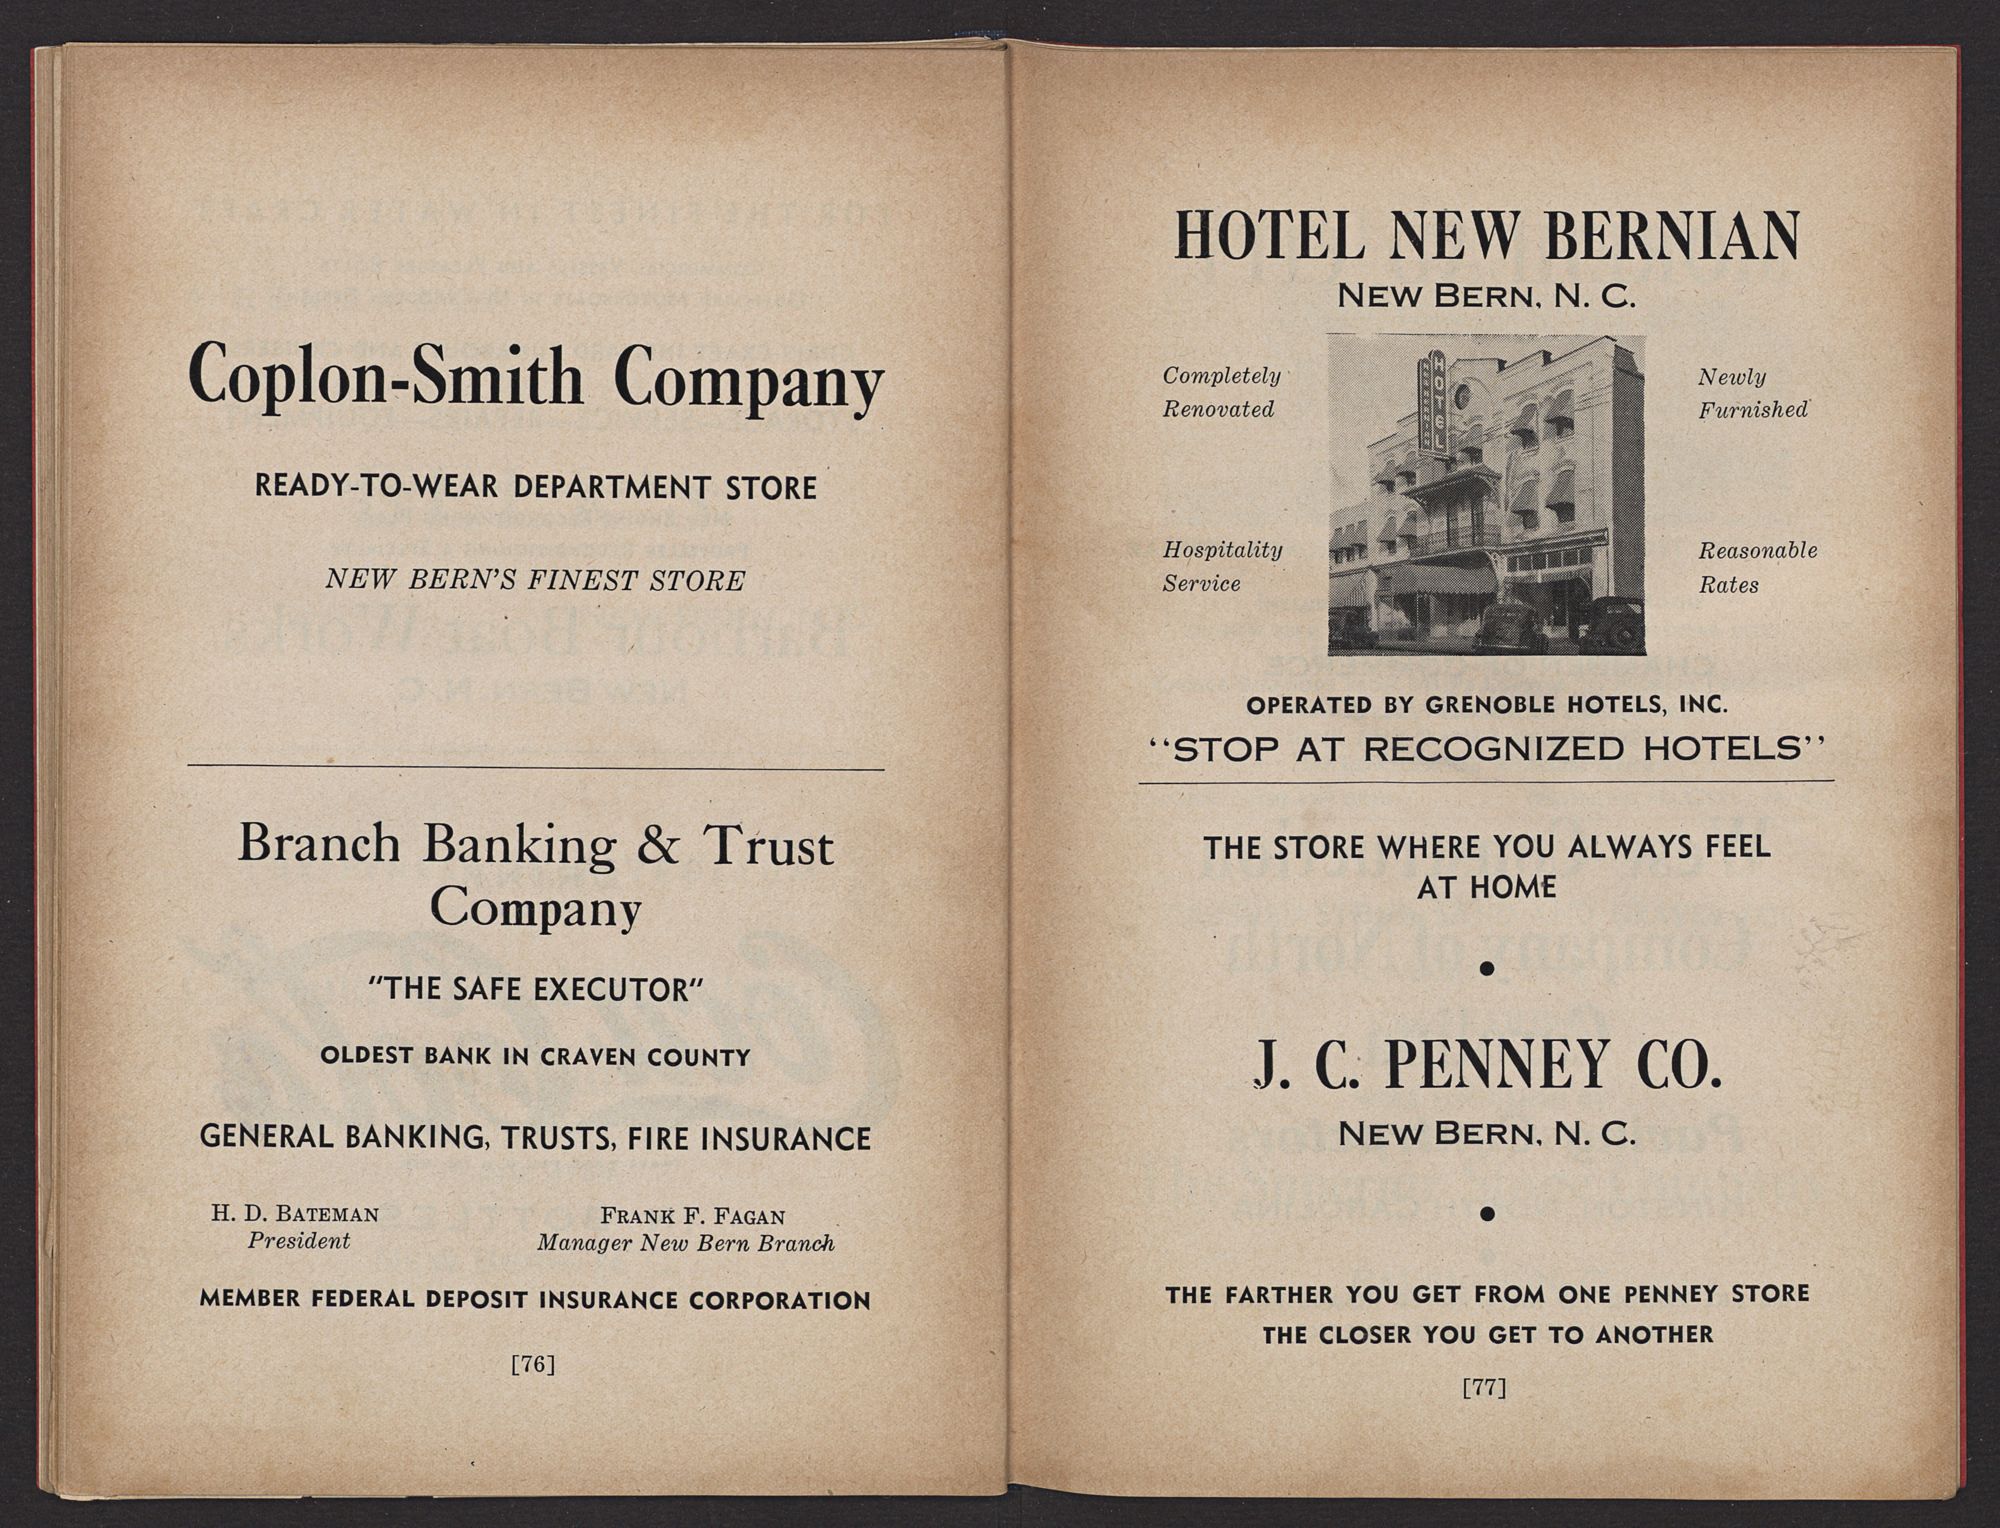 Coplon-Smith Company
READY-TO-WEAR DEPARTMENT STORE
NEW BERN'S FINEST STORE
Branch Banking & Trust
Company
"THE SAFE EXECUTOR"
OLDEST BANK IN CRAVEN COUNTY
GENERAL BANKING, TRUSTS, FIRE INSURANCE
H. D. BATEMAN FRANK F. FAGAN
President Manager New Bern Branch
MEMBER FEDERAL DEPOSIT INSURANCE CORPORATION
[76]
HOTEL NEW BERNIAN
NEW BERN, N. C.
Completely
Renovated
Newly
Furnished
HOTEL
NEW BERNIAN
Hospitality
Service
Reasonable
Rates
OPERATED BY GRENOBLE HOTELS, INC.
"STOP AT RECOGNIZED HOTELS"
THE STORE WHERE YOU ALWAYS FEEL
AT HOME
J. C. PENNEY CO.
NEW BERN, N. C.
THE FARTHER YOU GET FROM ONE PENNEY STORE
THE CLOSER YOU GET TO ANOTHER
[77]